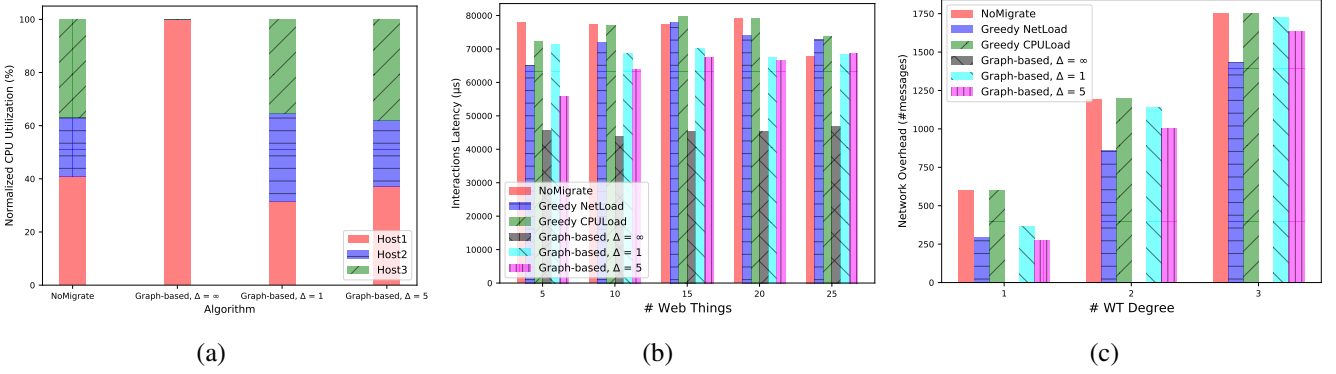 100
80
60
40
20
0
Normalized CPU Utilization (%)
Host1
Host2
Host3
NoMigrate
Graph-based, Δ = ∞
Graph-based, Δ = 1
Graph-based, Δ = 5
Algorithm
(a)
80000
70000
60000
50000
40000
30000
20000
10000
0
Interactions Latency (μs)
NoMigrate
Greedy NetLoad
Greedy CPULoad
Graph-based, Δ = ∞
Graph-based, Δ = 1
Graph-based, Δ = 5
5
10
15
20
25
# Web Things
(b)
1750
1500
1250
1000
750
500
250
0
Network Overhead (#messages)
NoMigrate
Greedy NetLoad
Greedy CPULoad
Graph-based, Δ = ∞
Graph-based, Δ = 1
Graph-based, Δ = 5
1
2
3
# WT Degree
(c)